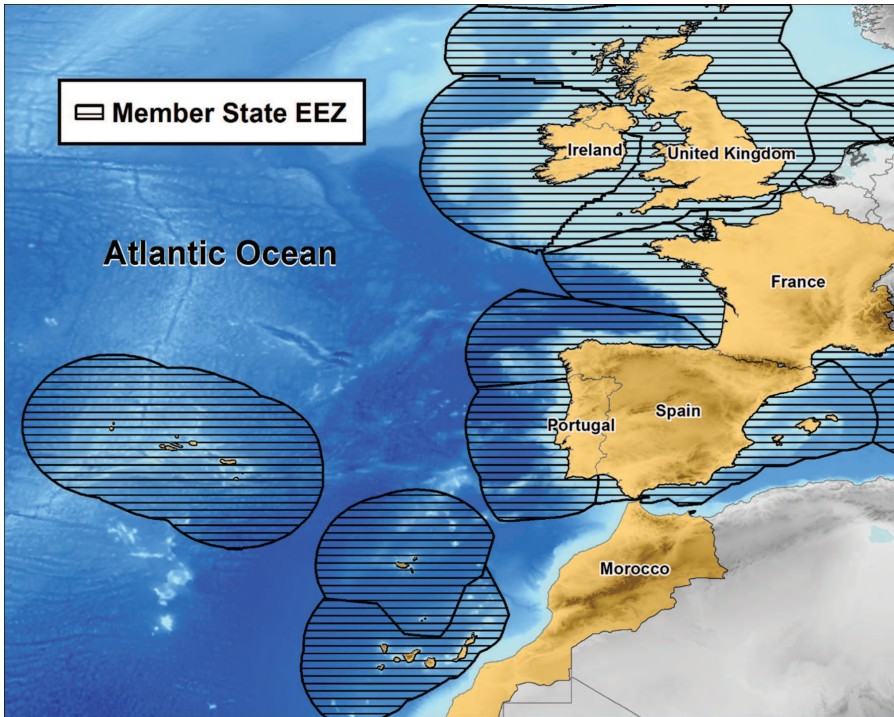 Member State EEZ
Ireland
United Kingdom
Atlantic Ocean
France
Portugal
Spain
Morocco